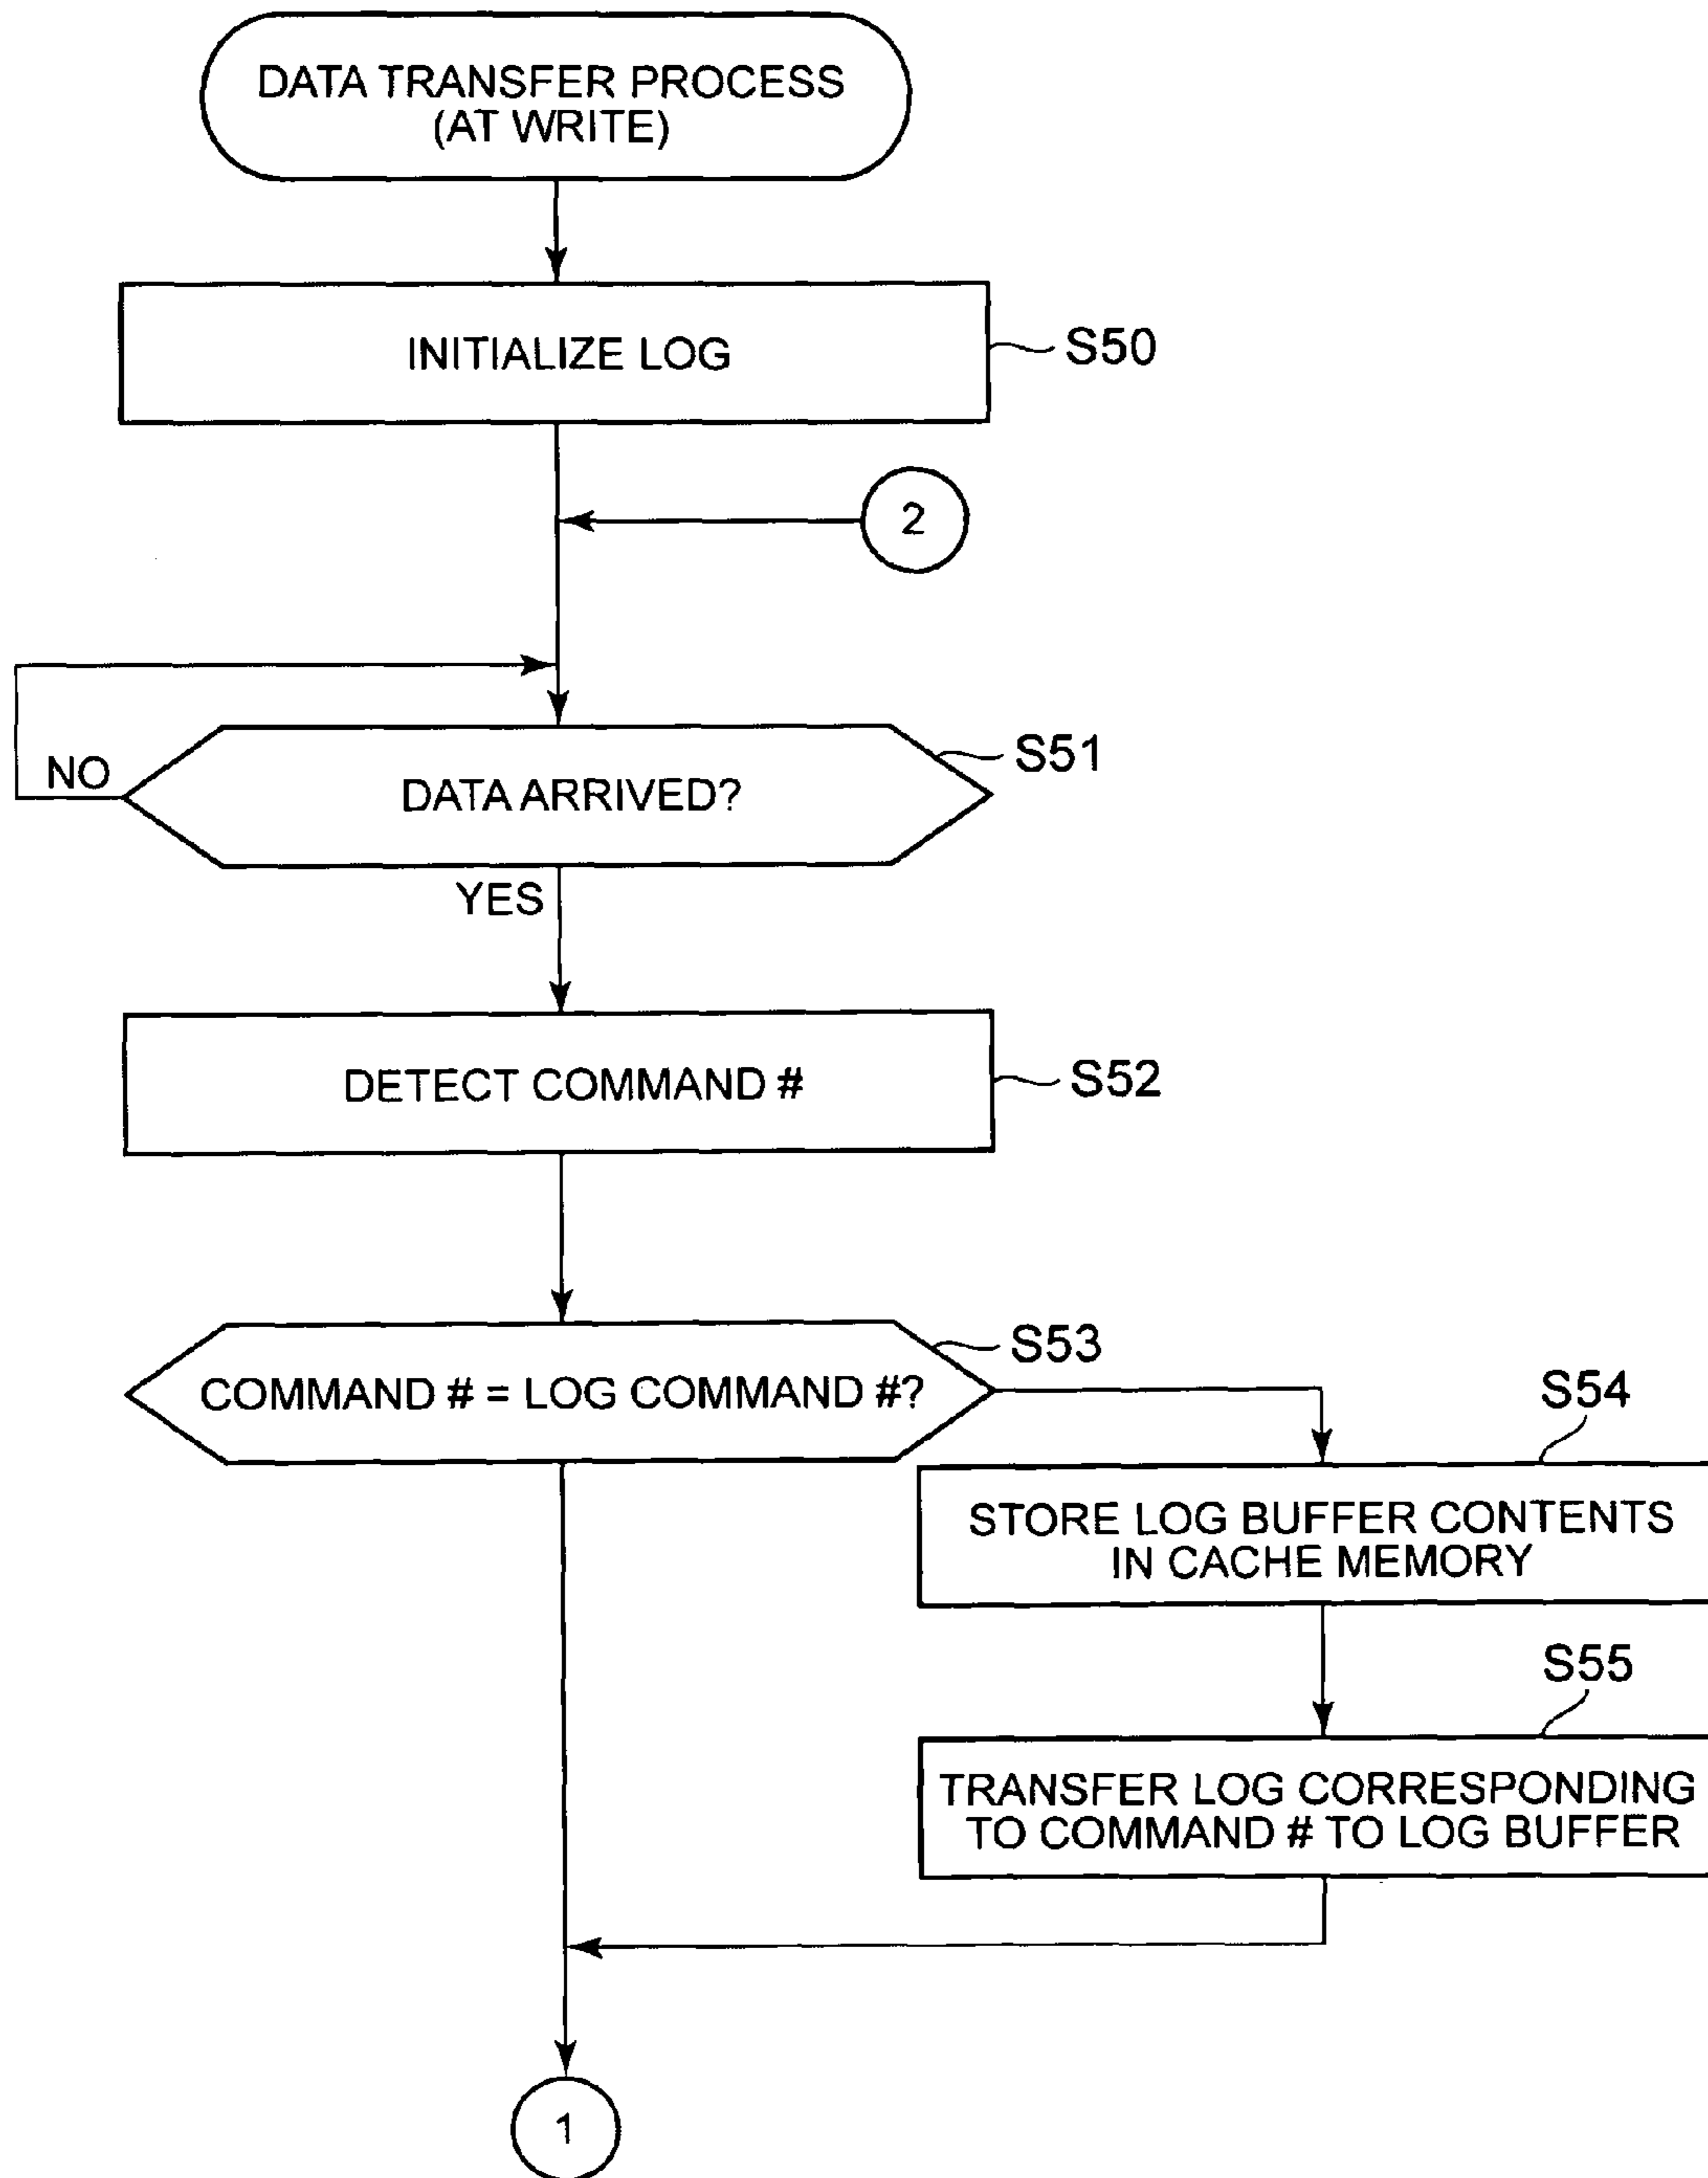 DATA TRANSFER PROCESS
(AT WRITE)
INITIALIZE LOG
S50
2
S51
NO
DATA ARRIVED?
YES
DETECT COMMAND #
S52
S53
COMMAND # = LOG COMMAND #?
S54
STORE LOG BUFFER CONTENTS
IN CACHE MEMORY
S55
TRANSFER LOG CORRESPONDING
TO COMMAND # TO LOG BUFFER
1